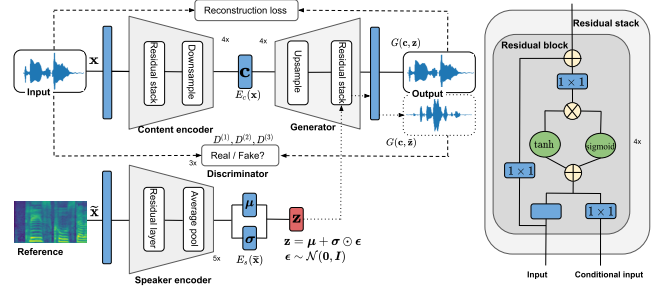 Reconstruction loss
x
Residual stack
Downsample
4x
c
E_c(x)
4x
Upsample
Residual stack
G(c, z)
Input
Content encoder
Generator
Output
D^(1), D^(2), D^(3)
Real / Fake?
3x
Discriminator
G(c, z̃)
x̃
Residual layer
Average pool
5x
μ
σ
E_s(x̃)
z
z = μ + σ ⊙ ϵ
ϵ ∼ N(0, I)
Reference
Speaker encoder
Residual stack
Residual block
1 × 1
tanh
sigmoid
4x
1 × 1
1 × 1
Input
Conditional input